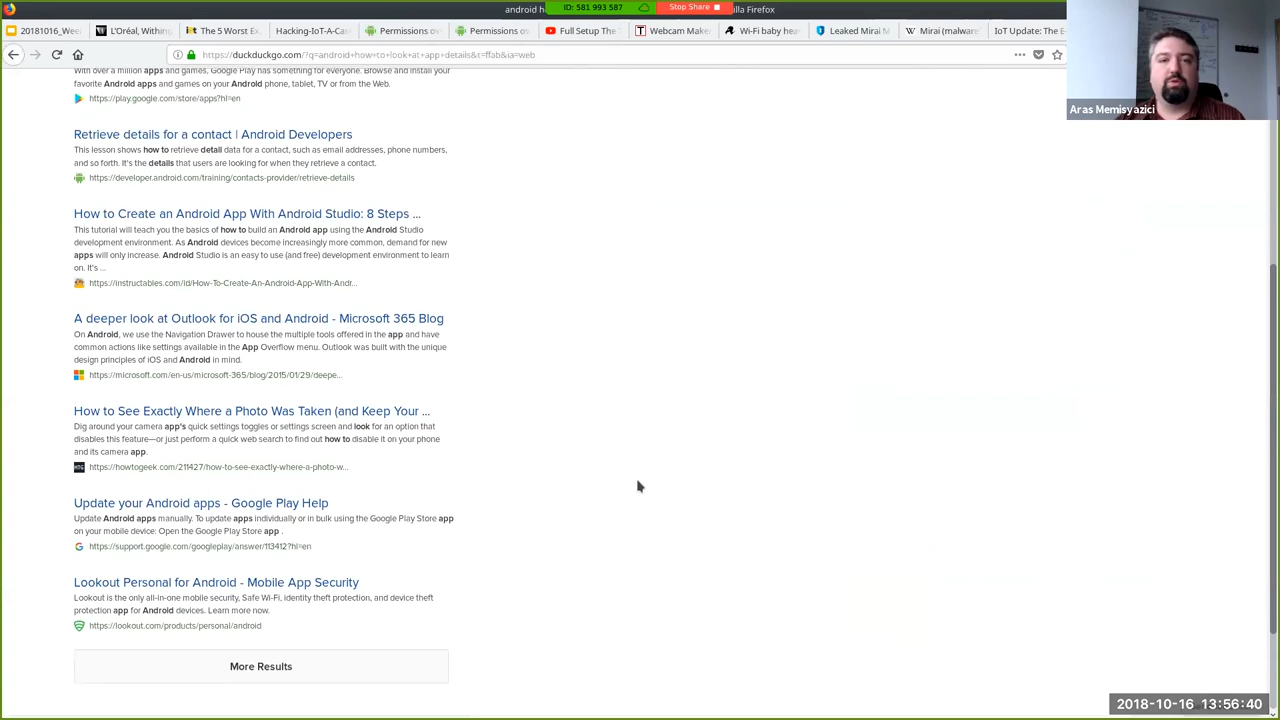 ID: 581 993 587
Stop Share
android h
illa Firefox
20181016_Wee
L'Oréal, Withing
The 5 Worst Ex
Hacking-IoT-A-Cas
Permissions ov
Permissions ov
Full Setup The T
Webcam Maker
Wi-Fi baby hea
Leaked Mirai M
Mirai (malware
IoT Update: The E
https://duckduckgo.com/?q=android+how+to+look+at+app+details&t=ffab&ia=web
Aras Memisyazici
With over a million apps and games, Google Play has something for everyone. Browse and install your
favorite Android apps and games on your Android phone, tablet, TV or from the Web.
https://play.google.com/store/apps?hl=en
Retrieve details for a contact | Android Developers
This lesson shows how to retrieve detail data for a contact, such as email addresses, phone numbers,
and so forth. It's the details that users are looking for when they retrieve a contact.
https://developer.android.com/training/contacts-provider/retrieve-details
How to Create an Android App With Android Studio: 8 Steps ...
This tutorial will teach you the basics of how to build an Android app using the Android Studio
development environment. As Android devices become increasingly more common, demand for new
apps will only increase. Android Studio is an easy to use (and free) development environment to learn
on. It's ...
https://instructables.com/id/How-To-Create-An-Android-App-With-Andr...
A deeper look at Outlook for iOS and Android - Microsoft 365 Blog
On Android, we use the Navigation Drawer to house the multiple tools offered in the app and have
common actions like settings available in the App Overflow menu. Outlook was built with the unique
design principles of iOS and Android in mind.
https://microsoft.com/en-us/microsoft-365/blog/2015/01/29/deepe...
How to See Exactly Where a Photo Was Taken (and Keep Your ...
Dig around your camera app's quick settings toggles or settings screen and look for an option that
disables this feature—or just perform a quick web search to find out how to disable it on your phone
and its camera app.
https://howtogeek.com/211427/how-to-see-exactly-where-a-photo-w...
Update your Android apps - Google Play Help
Update Android apps manually. To update apps individually or in bulk using the Google Play Store app
on your mobile device: Open the Google Play Store app .
https://support.google.com/googleplay/answer/113412?hl=en
Lookout Personal for Android - Mobile App Security
Lookout is the only all-in-one mobile security, Safe Wi-Fi, identity theft protection, and device theft
protection app for Android devices. Learn more now.
https://lookout.com/products/personal/android
More Results
2018-10-16 13:56:40